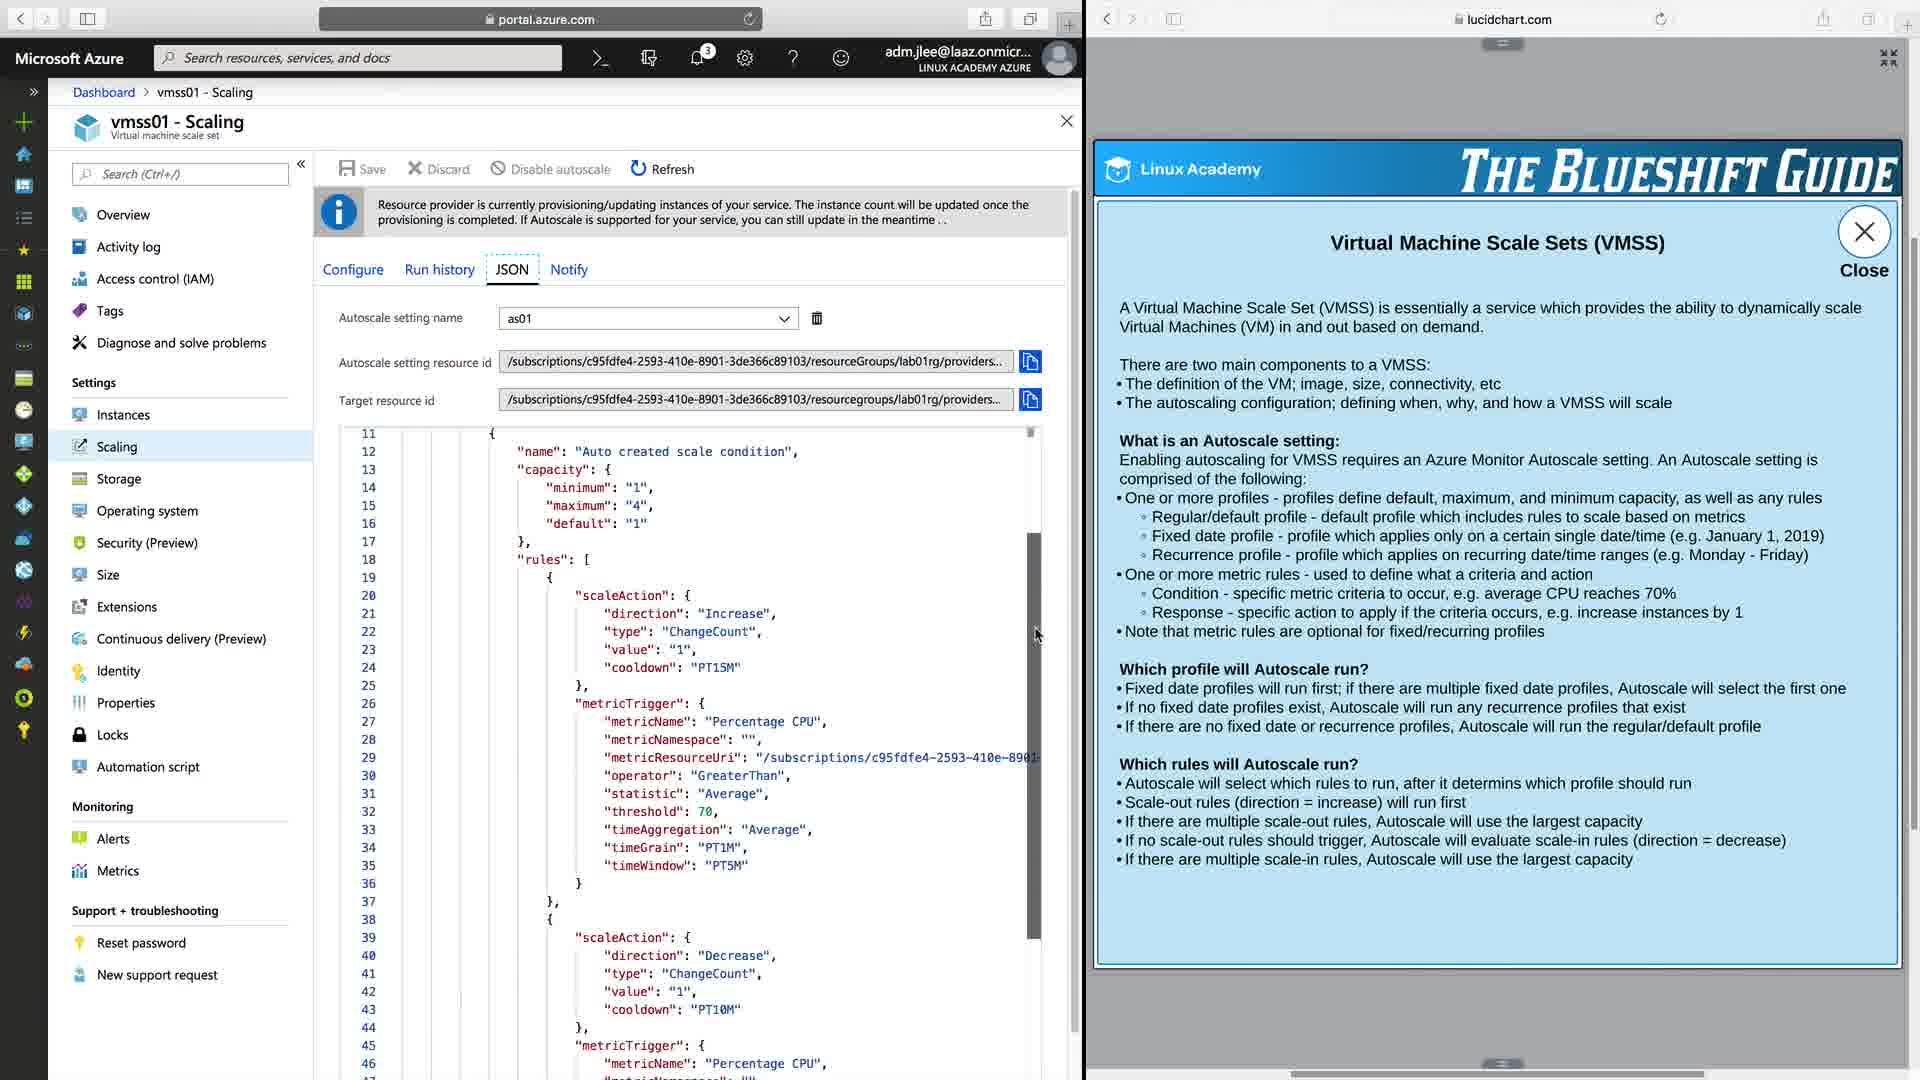 portal.azure.com
Microsoft Azure
Search resources, services, and docs
3
adm.jlee@laaz.onmicr...
LINUX ACADEMY AZURE
Dashboard > vmss01 - Scaling
vmss01 - Scaling
Virtual machine scale set
Search (Ctrl+/)
Overview
Activity log
Access control (IAM)
Tags
Diagnose and solve problems
Settings
Instances
Scaling
Storage
Operating system
Security (Preview)
Size
Extensions
Continuous delivery (Preview)
Identity
Properties
Locks
Automation script
Monitoring
Alerts
Metrics
Support + troubleshooting
Reset password
New support request
Save Discard Disable autoscale Refresh
Resource provider is currently provisioning/updating instances of your service. The instance count will be updated once the
provisioning is completed. If Autoscale is supported for your service, you can still update in the meantime . .
Configure Run history JSON Notify
Autoscale setting name as01
Autoscale setting resource id /subscriptions/c95fdfe4-2593-410e-8901-3de366c89103/resourceGroups/lab01rg/providers...
Target resource id /subscriptions/c95fdfe4-2593-410e-8901-3de366c89103/resourcegroups/lab01rg/providers...
11 {
12 "name": "Auto created scale condition",
13 "capacity": {
14 "minimum": "1",
15 "maximum": "4",
16 "default": "1"
17 },
18 "rules": [
19 {
20 "scaleAction": {
21 "direction": "Increase",
22 "type": "ChangeCount",
23 "value": "1",
24 "cooldown": "PT15M"
25 },
26 "metricTrigger": {
27 "metricName": "Percentage CPU",
28 "metricNamespace": "",
29 "metricResourceUri": "/subscriptions/c95fdfe4-2593-410e-8901-
30 "operator": "GreaterThan",
31 "statistic": "Average",
32 "threshold": 70,
33 "timeAggregation": "Average",
34 "timeGrain": "PT1M",
35 "timeWindow": "PT5M"
36 }
37 },
38 {
39 "scaleAction": {
40 "direction": "Decrease",
41 "type": "ChangeCount",
42 "value": "1",
43 "cooldown": "PT10M"
44 },
45 "metricTrigger": {
46 "metricName": "Percentage CPU",
lucidchart.com
Linux Academy
THE BLUESHIFT GUIDE
Virtual Machine Scale Sets (VMSS)
Close
A Virtual Machine Scale Set (VMSS) is essentially a service which provides the ability to dynamically scale
Virtual Machines (VM) in and out based on demand.
There are two main components to a VMSS:
• The definition of the VM; image, size, connectivity, etc
• The autoscaling configuration; defining when, why, and how a VMSS will scale
What is an Autoscale setting:
Enabling autoscaling for VMSS requires an Azure Monitor Autoscale setting. An Autoscale setting is
comprised of the following:
• One or more profiles - profiles define default, maximum, and minimum capacity, as well as any rules
◦ Regular/default profile - default profile which includes rules to scale based on metrics
◦ Fixed date profile - profile which applies only on a certain single date/time (e.g. January 1, 2019)
◦ Recurrence profile - profile which applies on recurring date/time ranges (e.g. Monday - Friday)
• One or more metric rules - used to define what a criteria and action
◦ Condition - specific metric criteria to occur, e.g. average CPU reaches 70%
◦ Response - specific action to apply if the criteria occurs, e.g. increase instances by 1
• Note that metric rules are optional for fixed/recurring profiles
Which profile will Autoscale run?
• Fixed date profiles will run first; if there are multiple fixed date profiles, Autoscale will select the first one
• If no fixed date profiles exist, Autoscale will run any recurrence profiles that exist
• If there are no fixed date or recurrence profiles, Autoscale will run the regular/default profile
Which rules will Autoscale run?
• Autoscale will select which rules to run, after it determins which profile should run
• Scale-out rules (direction = increase) will run first
• If there are multiple scale-out rules, Autoscale will use the largest capacity
• If no scale-out rules should trigger, Autoscale will evaluate scale-in rules (direction = decrease)
• If there are multiple scale-in rules, Autoscale will use the largest capacity